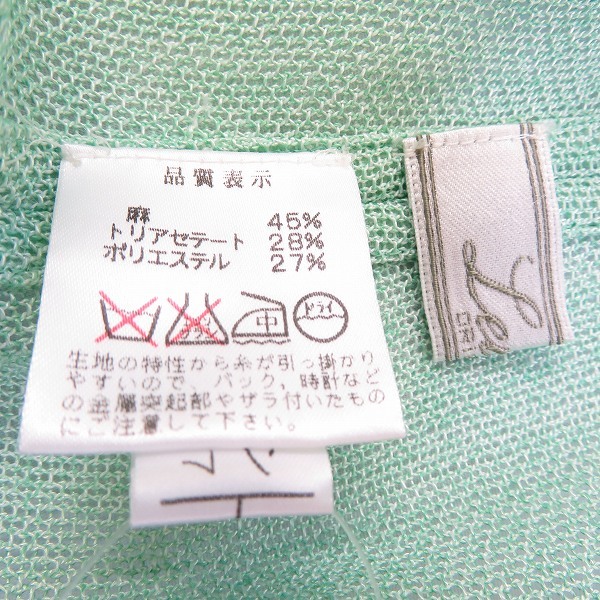 品質表示
麻 45%
トリアセテート 28%
ポリエステル 27%
中 ドライ
生地の特性から糸が引っ掛かり
やすいので、バック，時計など
の金属突起部やザラ付いたもの
にご注意して下さい。